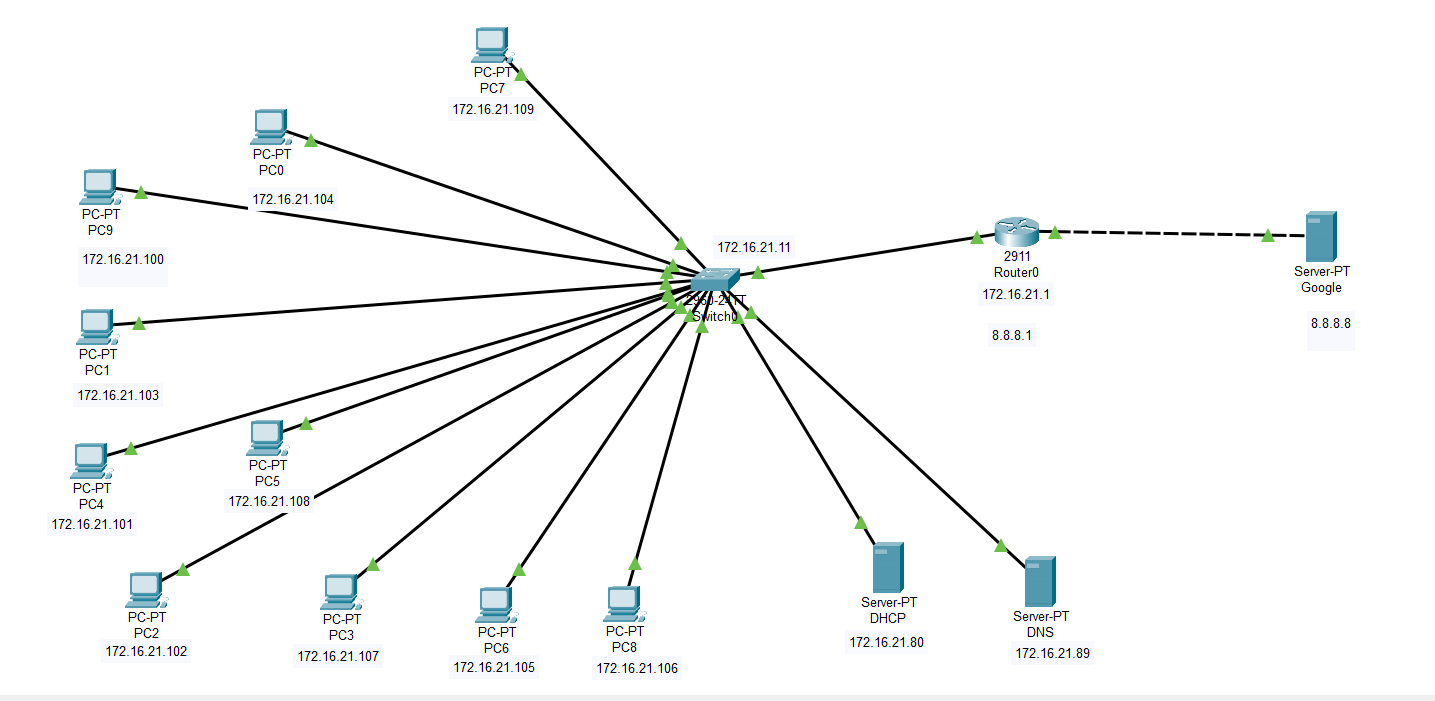 PC-PT
PC7
172.16.21.109
PC-PT
PC0
172.16.21.104
PC-PT
PC9
172.16.21.100
172.16.21.11
2960-24TT
Switch0
2911
Router0
172.16.21.1
8.8.8.1
Server-PT
Google
8.8.8.8
PC-PT
PC1
172.16.21.103
PC-PT
PC5
172.16.21.108
PC-PT
PC4
172.16.21.101
PC-PT
PC2
172.16.21.102
PC-PT
PC3
172.16.21.107
PC-PT
PC6
172.16.21.105
PC-PT
PC8
172.16.21.106
Server-PT
DHCP
172.16.21.80
Server-PT
DNS
172.16.21.89